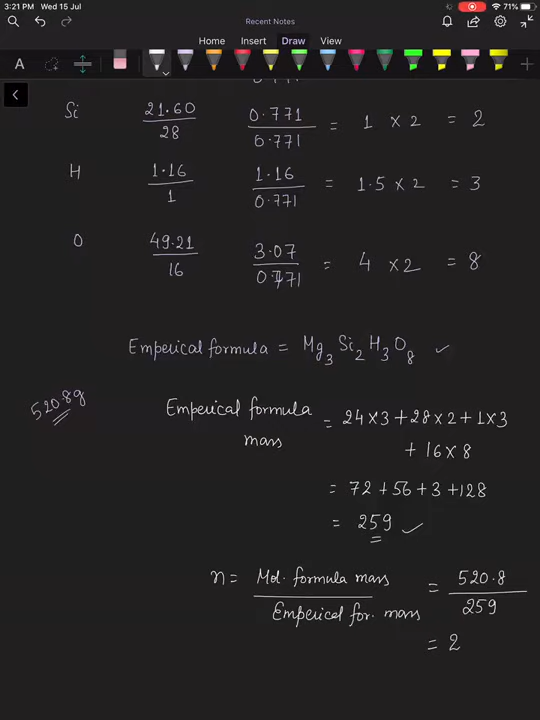 3:21 PM Wed 15 Jul
71%
Recent Notes
Home Insert Draw View
A
Si 21.60/28 0.771/0.771 = 1 × 2 = 2
H 1.16/1 1.16/0.771 = 1.5 × 2 = 3
O 49.21/16 3.07/0.771 = 4 × 2 = 8
Emperical formula = Mg3 Si2 H3 O8 ✓
520.8g
Emperical formula mass = 24×3 + 28×2 + 1×3
+ 16×8
= 72 + 56 + 3 + 128
= 259 ✓
n = Mol. formula mass / Emperical for. mass = 520.8/259
= 2